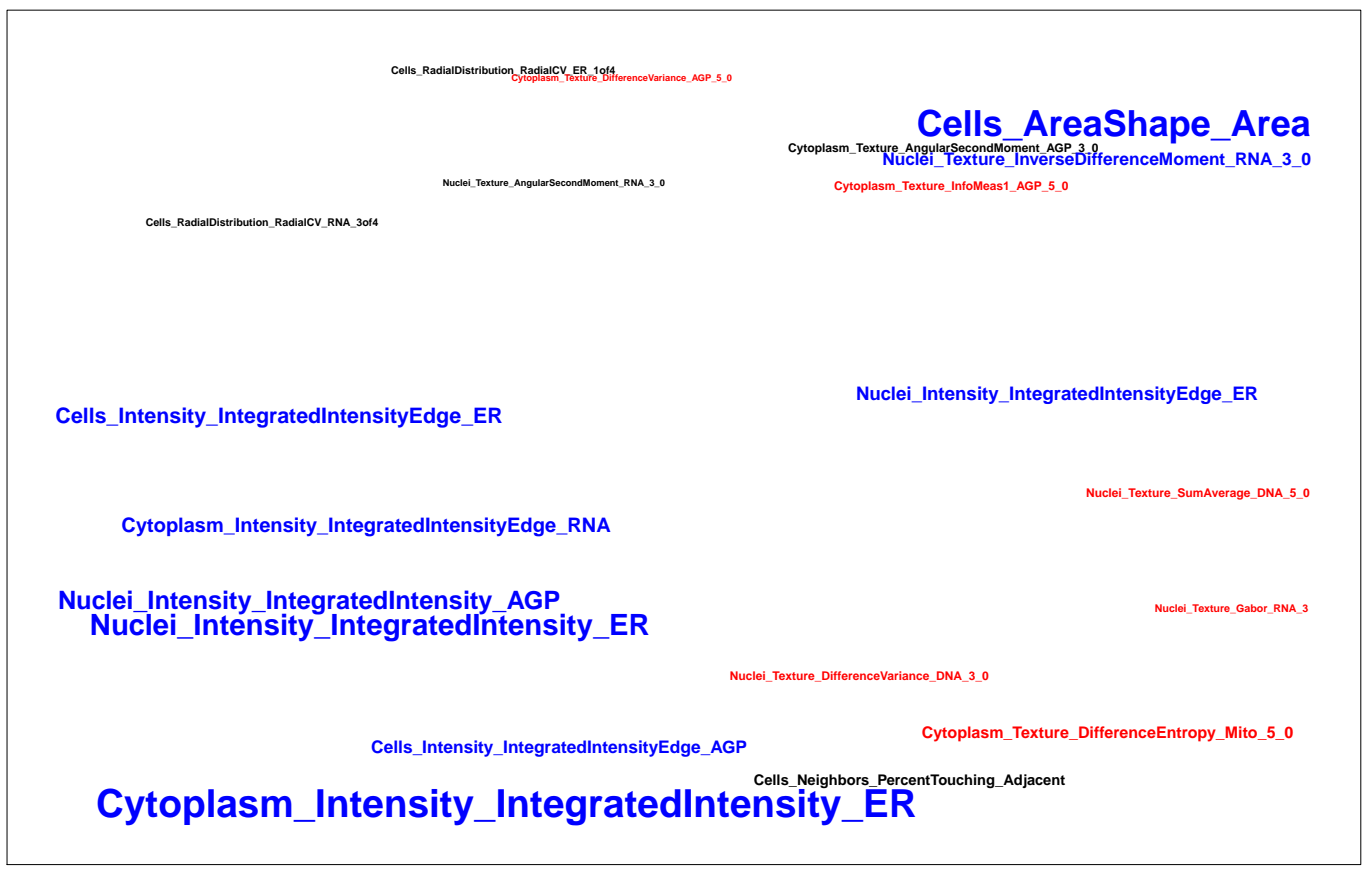 Cells_RadialDistribution_RadialCV_ER_1of4
Cytoplasm_Texture_DifferenceVariance_AGP_5_0
Cells_AreaShape_Area
Cytoplasm_Texture_AngularSecondMoment_AGP_3_0
Nuclei_Texture_InverseDifferenceMoment_RNA_3_0
Nuclei_Texture_AngularSecondMoment_RNA_3_0
Cytoplasm_Texture_InfoMeas1_AGP_5_0
Cells_RadialDistribution_RadialCV_RNA_3of4
Nuclei_Intensity_IntegratedIntensityEdge_ER
Cells_Intensity_IntegratedIntensityEdge_ER
Nuclei_Texture_SumAverage_DNA_5_0
Cytoplasm_Intensity_IntegratedIntensityEdge_RNA
Nuclei_Intensity_IntegratedIntensity_AGP
Nuclei_Texture_Gabor_RNA_3
Nuclei_Intensity_IntegratedIntensity_ER
Nuclei_Texture_DifferenceVariance_DNA_3_0
Cytoplasm_Texture_DifferenceEntropy_Mito_5_0
Cells_Intensity_IntegratedIntensityEdge_AGP
Cells_Neighbors_PercentTouching_Adjacent
Cytoplasm_Intensity_IntegratedIntensity_ER